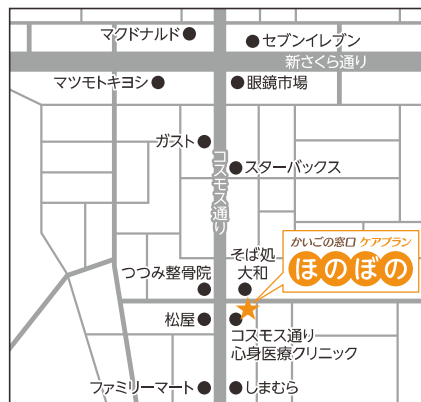 マクドナルド
セブンイレブン
新さくら通り
マツモトキヨシ
眼鏡市場
ガスト
スターバックス
コスモス通り
かいごの窓口 ケアプラン
ほのぼの
そば処
大和
つつみ整骨院
松屋
コスモス通り
心身医療クリニック
ファミリーマート
しまむら